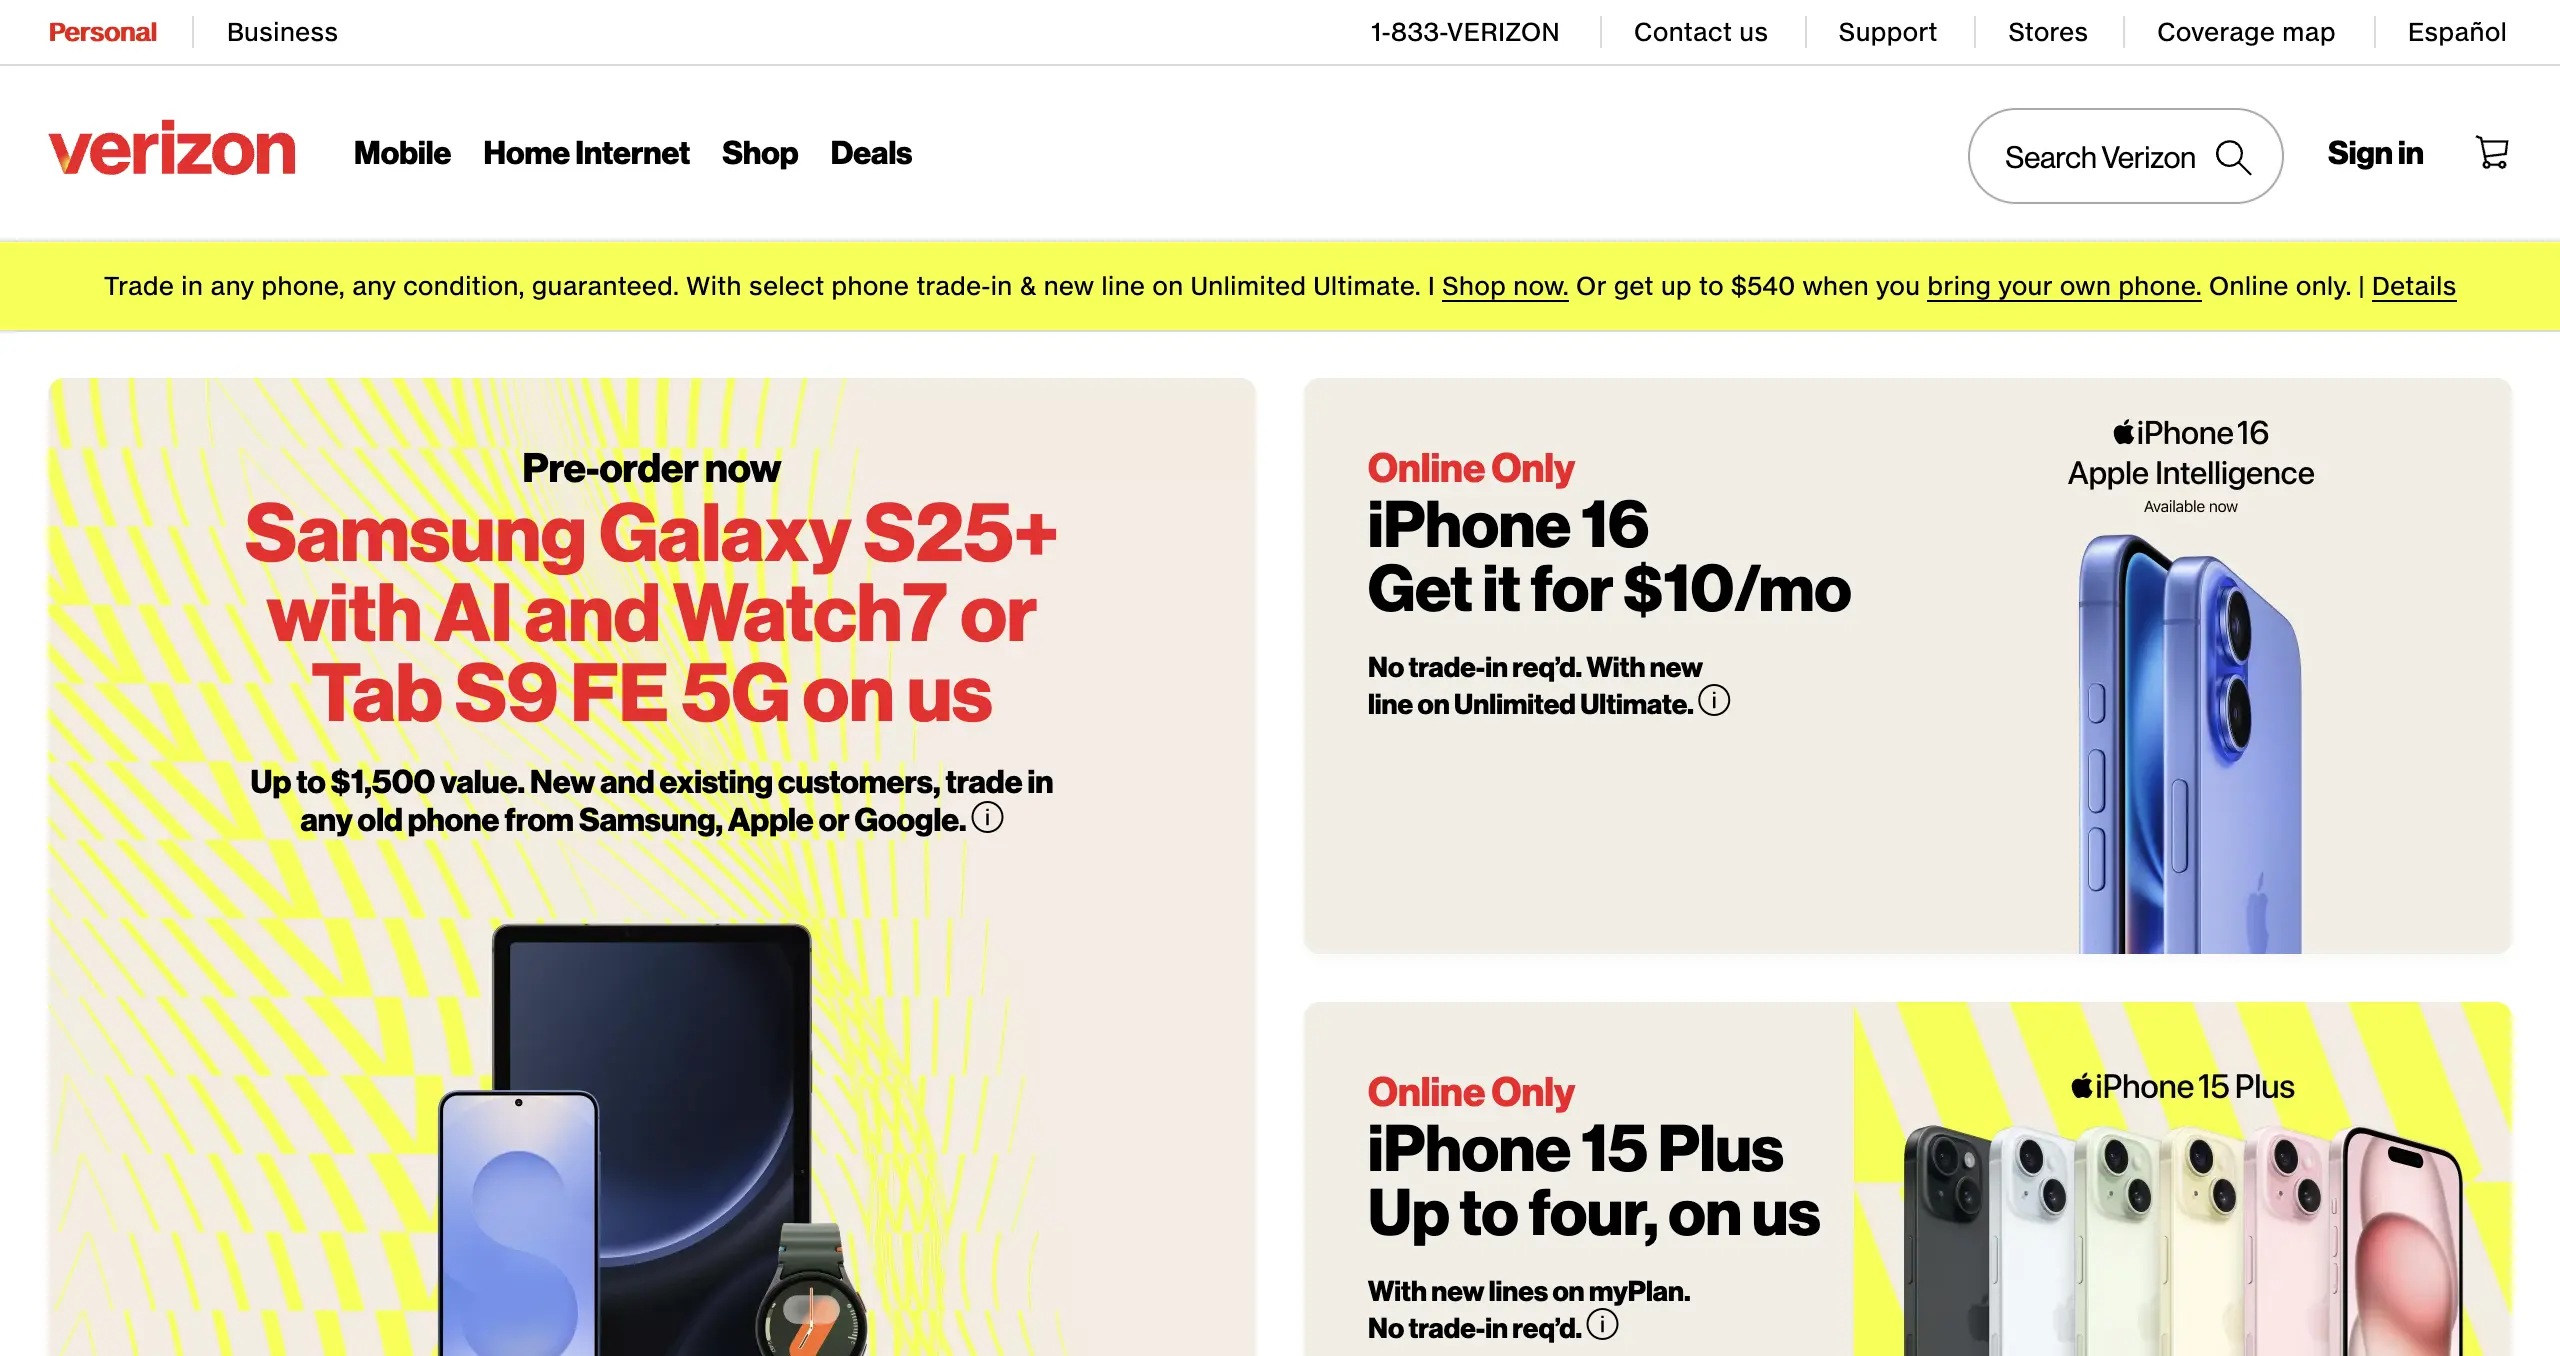 Personal
Business
1-833-VERIZON
Contact us
Support
Stores
Coverage map
Español
verizon
Mobile
Home Internet
Shop
Deals
Search Verizon
Sign in
Trade in any phone, any condition, guaranteed. With select phone trade-in & new line on Unlimited Ultimate. I Shop now. Or get up to $540 when you bring your own phone. Online only. | Details
Pre-order now
Samsung Galaxy S25+
with AI and Watch7 or
Tab S9 FE 5G on us
Up to $1,500 value. New and existing customers, trade in
any old phone from Samsung, Apple or Google.
Online Only
iPhone 16
Get it for $10/mo
No trade-in req’d. With new
line on Unlimited Ultimate.
iPhone 16
Apple Intelligence
Available now
Online Only
iPhone 15 Plus
Up to four, on us
With new lines on myPlan.
No trade-in req’d.
iPhone 15 Plus